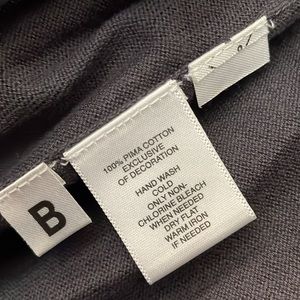 100% PIMA COTTON
EXCLUSIVE
OF DECORATION
HAND WASH
COLD
ONLY NON-
CHLORINE BLEACH
WHEN NEEDED
DRY FLAT
WARM IRON
IF NEEDED
B